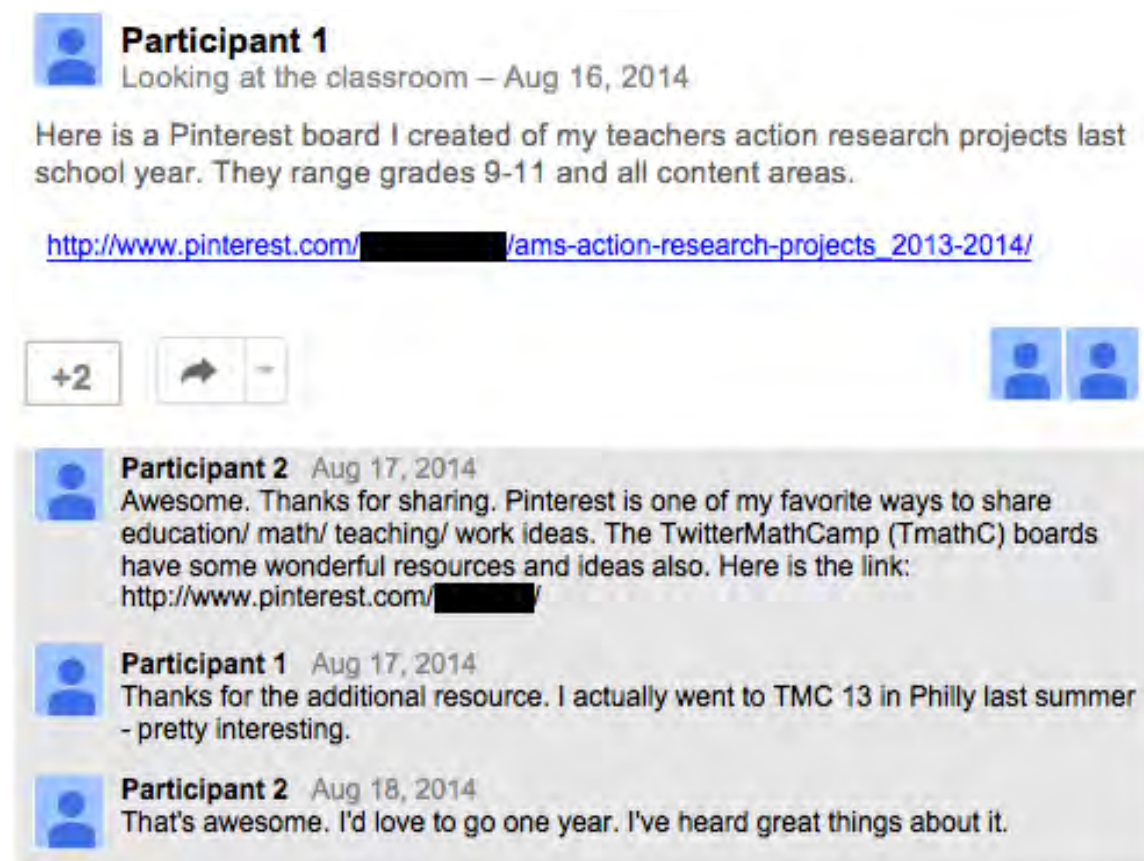 Participant 1
Looking at the classroom – Aug 16, 2014
Here is a Pinterest board I created of my teachers action research projects last
school year. They range grades 9-11 and all content areas.
http://www.pinterest.com/ /ams-action-research-projects_2013-2014/
+2
Participant 2 Aug 17, 2014
Awesome. Thanks for sharing. Pinterest is one of my favorite ways to share
education/ math/ teaching/ work ideas. The TwitterMathCamp (TmathC) boards
have some wonderful resources and ideas also. Here is the link:
http://www.pinterest.com/ /
Participant 1 Aug 17, 2014
Thanks for the additional resource. I actually went to TMC 13 in Philly last summer
- pretty interesting.
Participant 2 Aug 18, 2014
That's awesome. I'd love to go one year. I've heard great things about it.